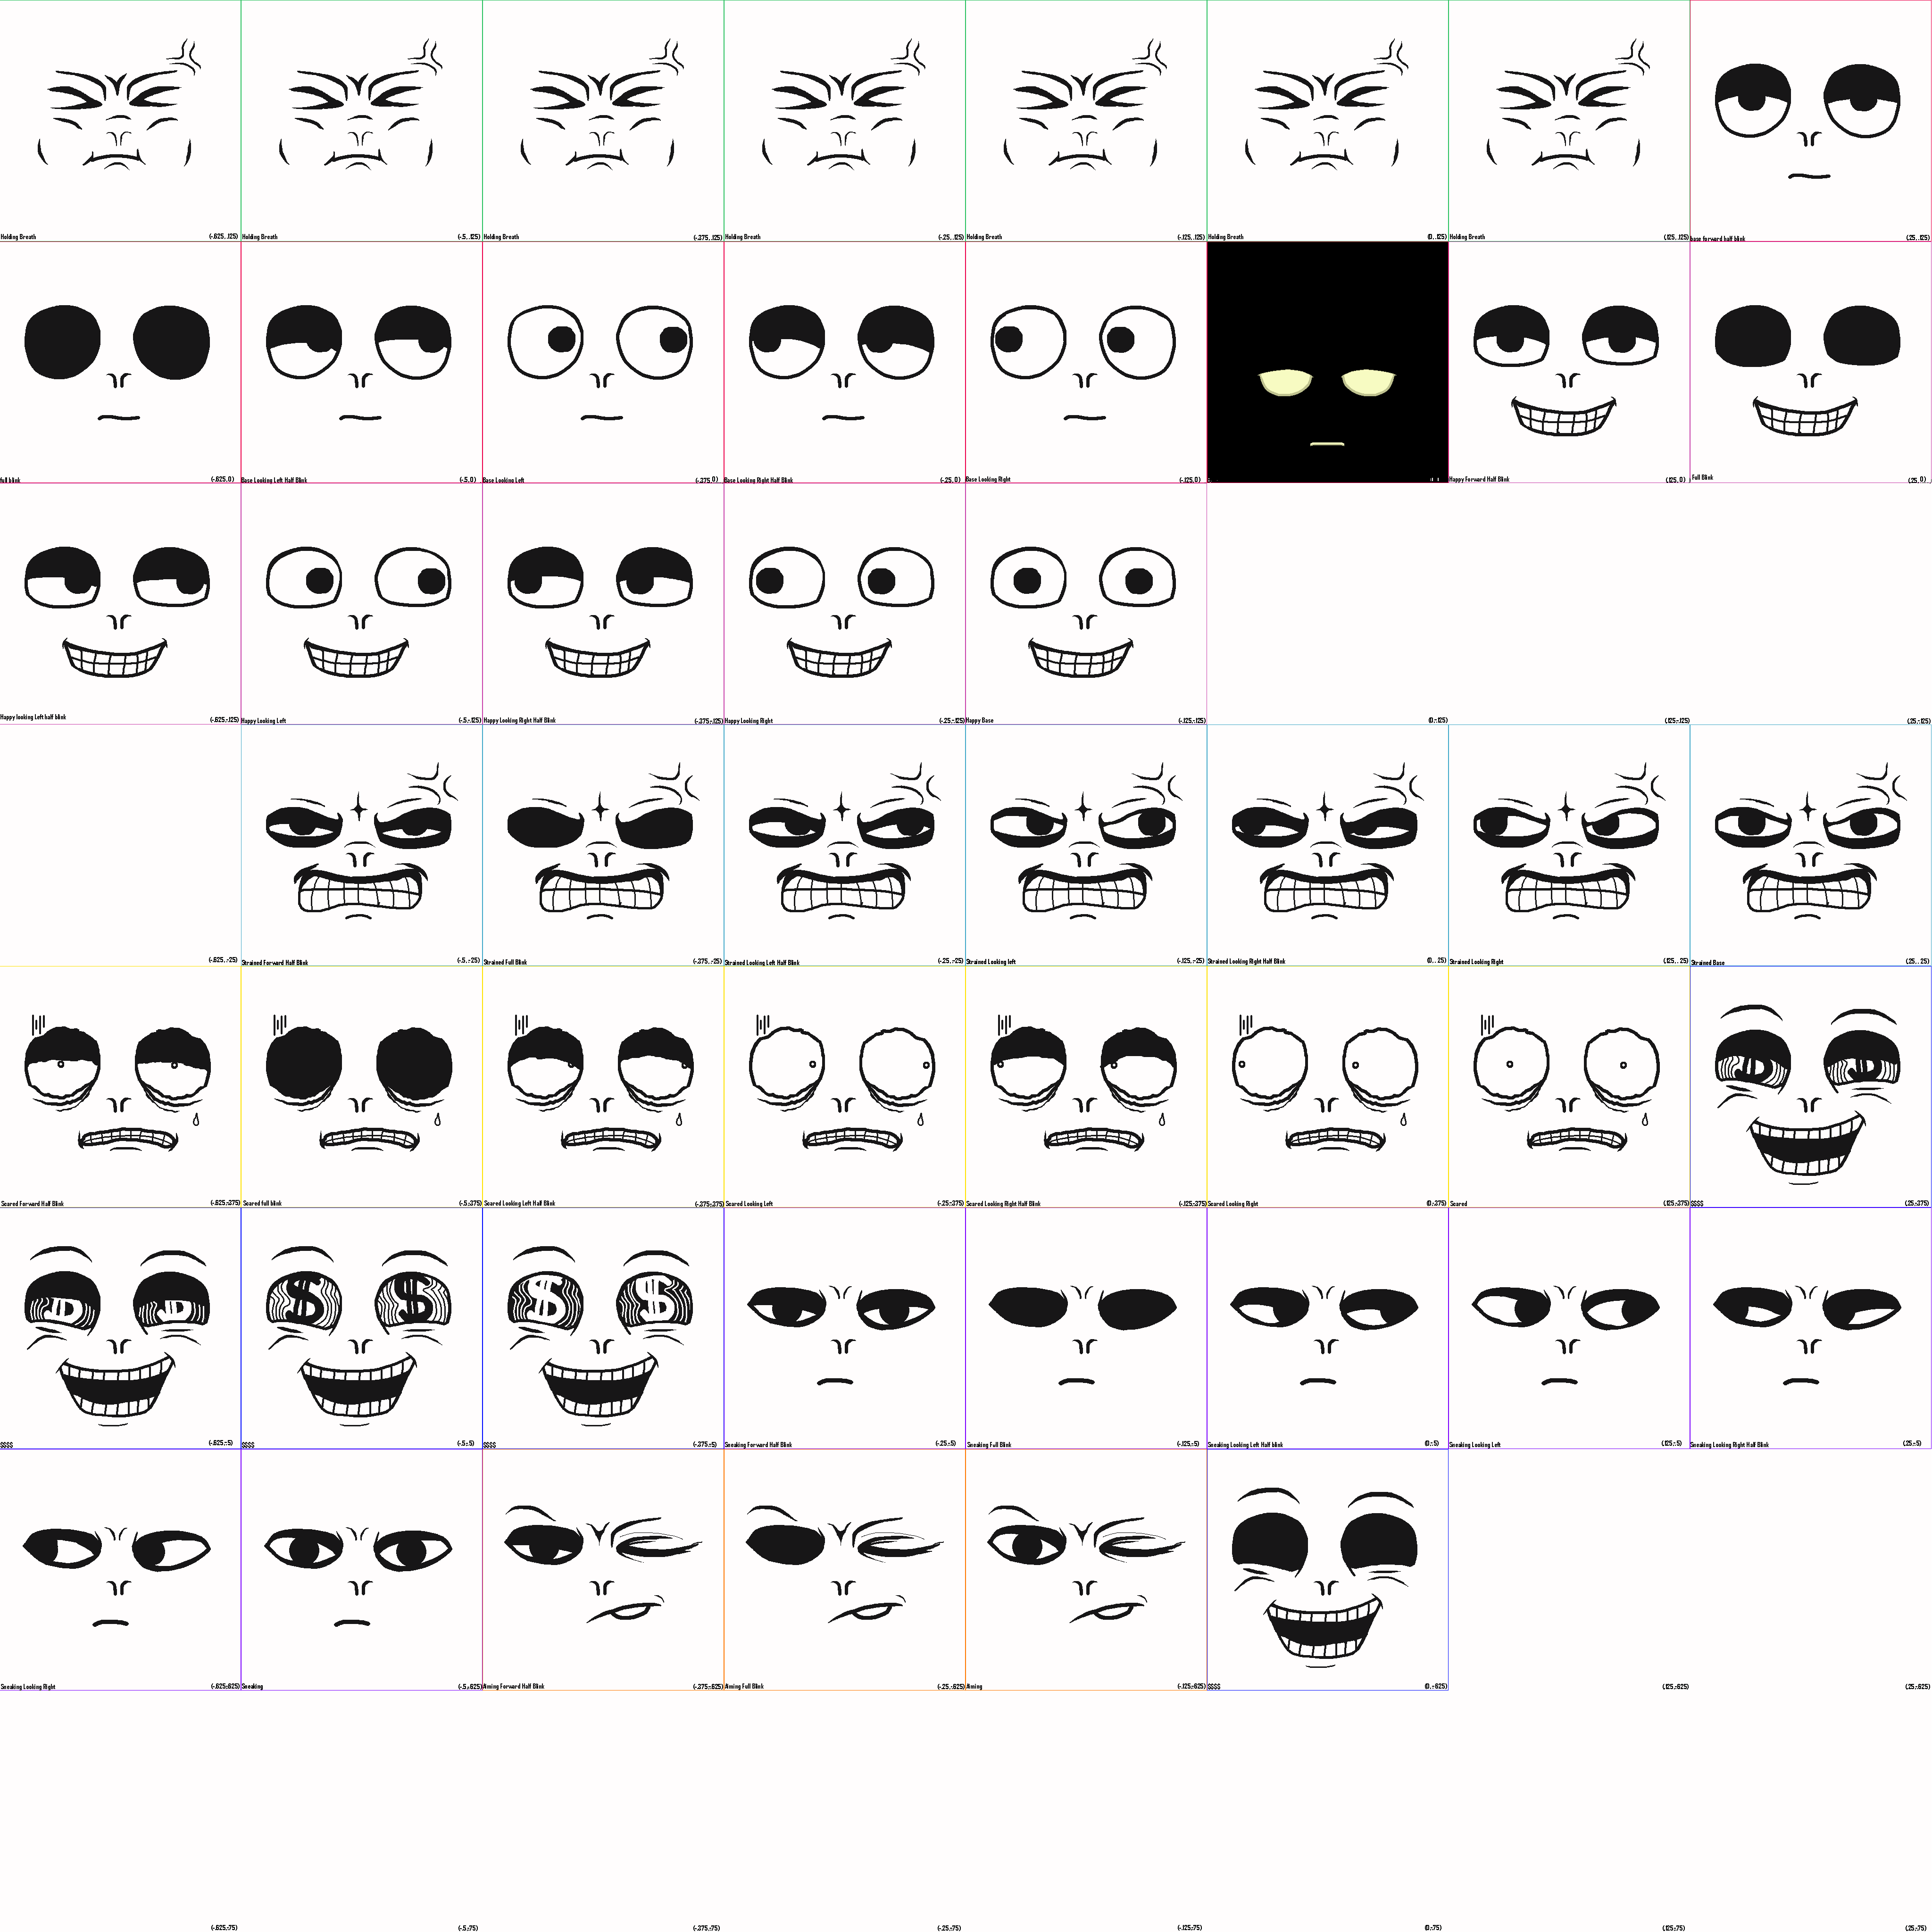 Holding Breath (-.625, .125)
Holding Breath (-.5, .125)
Holding Breath (-.375, .125)
Holding Breath (-.25, .125)
Holding Breath (-.125, .125)
Holding Breath (0, .125)
Holding Breath (.125, .125)
base forward half blink (.25, .125)
full blink (-.625, 0)
Base Looking Left Half Blink (-.5, 0)
Base Looking Left (-.375, 0)
Base Looking Right Half Blink (-.25, 0)
Base Looking Right (-.125, 0)
Happy Forward Half Blink (.125, 0)
Full Blink (.25, 0)
Happy looking Left half blink (-.625,-.125)
Happy Looking Left (-.5,-.125)
Happy Looking Right Half Blink (-.375,-.125)
Happy Looking Right (-.25,-.125)
Happy Base (-.125,-.125)
(0,-.125)
(.125,-.125)
(.25,-.125)
(-.625, -.25)
Strained Forward Half Blink (-.5, -.25)
Strained Full Blink (-.375, -.25)
Strained Looking Left Half Blink (-.25, -.25)
Strained Looking left (-.125, -.25)
Strained Looking Right Half Blink (0, . 25)
Strained Looking Right (.125, . 25)
Strained Base (.25, . 25)
Scared Forward Half Blink (-.625,-.375)
Scared full blink (-.5,-.375)
Scared Looking Left Half Blink (-.375,-.375)
Scared Looking Left (-.25,-.375)
Scared Looking Right Half Blink (-.125,-.375)
Scared Looking Right (0,-.375)
Scared (.125,-.375)
$$$$ (.25,-.375)
$$$$ (-.625,-.5)
$$$$ (-.5,-.5)
$$$$ (-.375,-.5)
Sneaking Forward Half Blink (-.25,-.5)
Sneaking Full Blink (-.125,-.5)
Sneaking Looking Left Half blink (0,-.5)
Sneaking Looking Left (.125,-.5)
Sneaking Looking Right Half Blink (.25,-.5)
Sneaking Looking Right (-.625,-.625)
Sneaking (-.5,-.625)
Aiming Forward Half Blink (-.375,-.625)
Aiming Full Blink (-.25,-.625)
Aiming (-.125,-.625)
$$$$ (0,-.625)
(.125,-.625)
(.25,-.625)
(-.625,-.75)
(-.5,-.75)
(-.375,-.75)
(-.25,-.75)
(-.125,-.75)
(0,-.75)
(.125,-.75)
(.25,-.75)